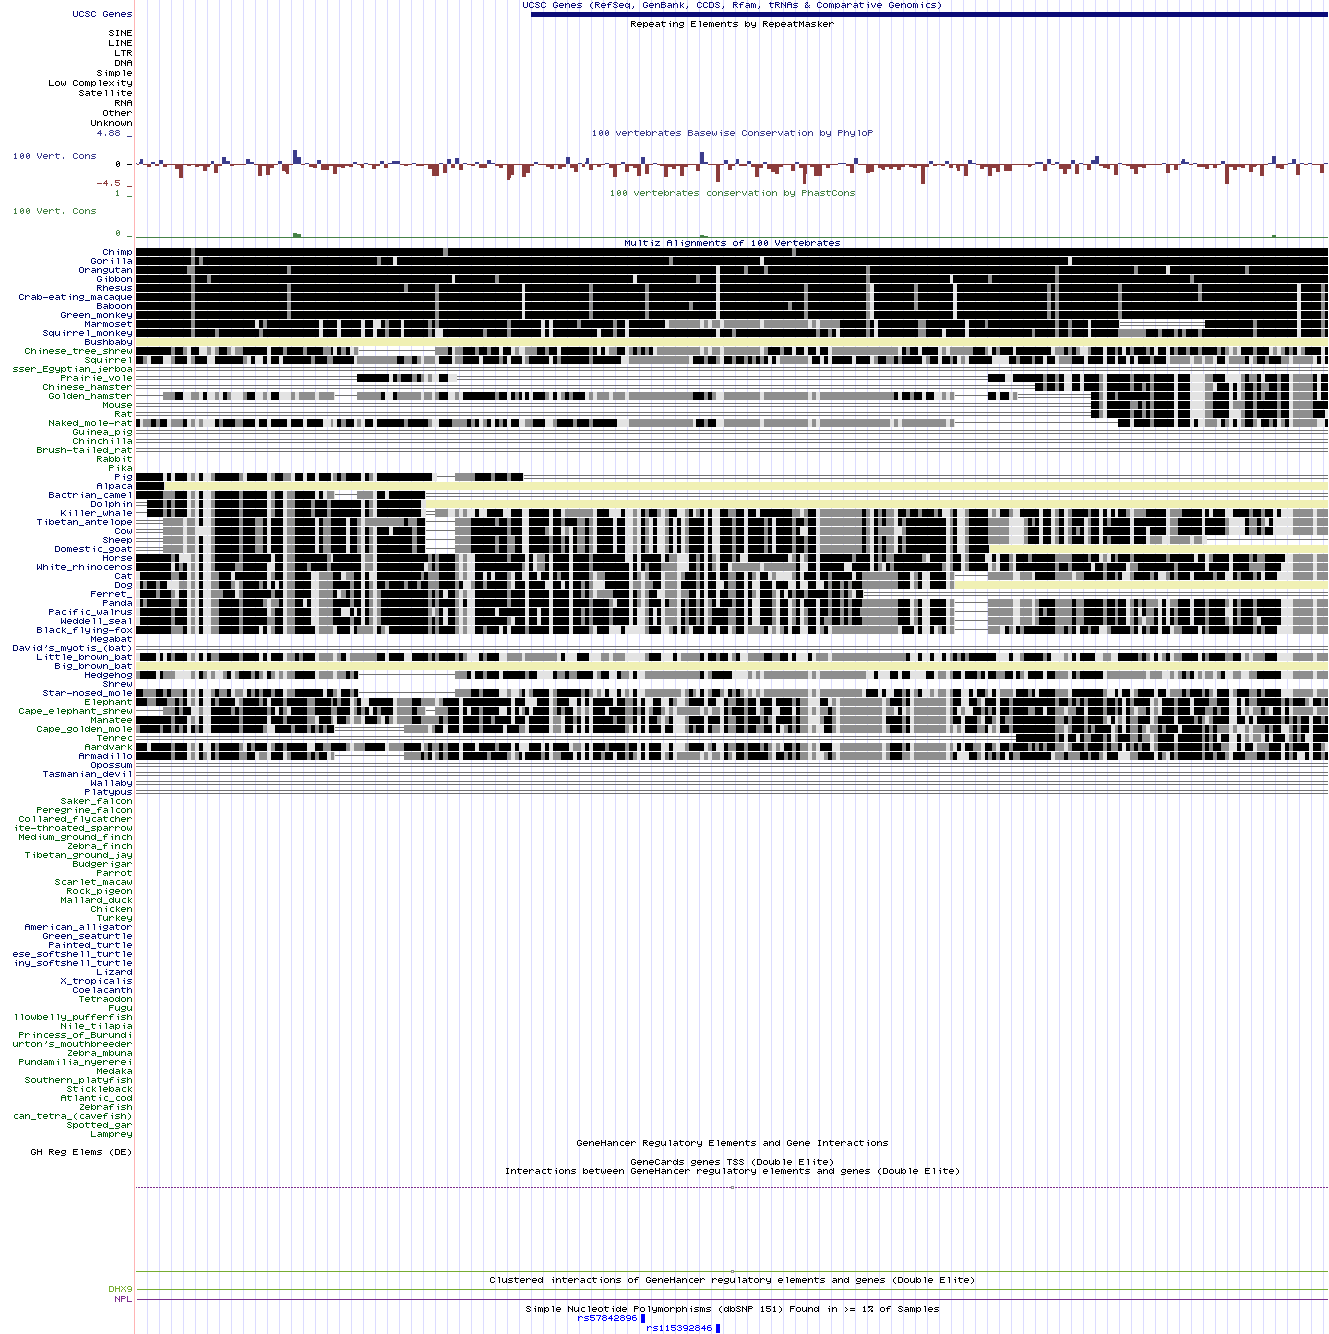 UCSC Genes (RefSeq, GenBank, CCDS, Rfam, tRNAs & Comparative Genomics)
UCSC Genes
Repeating Elements by RepeatMasker
SINE
LINE
LTR
DNA
Simple
Low Complexity
Satellite
RNA
Other
Unknown
4.88 _
100 vertebrates Basewise Conservation by PhyloP
100 Vert. Cons
0 -
-4.5 _
100 vertebrates conservation by PhastCons
1 _
100 Vert. Cons
0 _
Multiz Alignments of 100 Vertebrates
Chimp
Gorilla
Orangutan
Gibbon
Rhesus
Crab-eating_macaque
Baboon
Green_monkey
Marmoset
Squirrel_monkey
Bushbaby
Chinese_tree_shrew
Squirrel
sser_Egyptian_jerboa
Prairie_vole
Chinese_hamster
Golden_hamster
Mouse
Rat
Naked_mole-rat
Guinea_pig
Chinchilla
Brush-tailed_rat
Rabbit
Pika
Pig
Alpaca
Bactrian_camel
Dolphin
Killer_whale
Tibetan_antelope
Cow
Sheep
Domestic_goat
Horse
White_rhinoceros
Cat
Dog
Ferret_
Panda
Pacific_walrus
Weddell_seal
Black_flying-fox
Megabat
David's_myotis_(bat)
Little_brown_bat
Big_brown_bat
Hedgehog
Shrew
Star-nosed_mole
Elephant
Cape_elephant_shrew
Manatee
Cape_golden_mole
Tenrec
Aardvark
Armadillo
Opossum
Tasmanian_devil
Wallaby
Platypus
Saker_falcon
Peregrine_falcon
Collared_flycatcher
ite-throated_sparrow
Medium_ground_finch
Zebra_finch
Tibetan_ground_jay
Budgerigar
Parrot
Scarlet_macaw
Rock_pigeon
Mallard_duck
Chicken
Turkey
American_alligator
Green_seaturtle
Painted_turtle
ese_softshell_turtle
iny_softshell_turtle
Lizard
X_tropicalis
Coelacanth
Tetraodon
Fugu
llowbelly_pufferfish
Nile_tilapia
Princess_of_Burundi
urton's_mouthbreeder
Zebra_mbuna
Pundamilia_nyererei
Medaka
Southern_platyfish
Stickleback
Atlantic_cod
Zebrafish
can_tetra_(cavefish)
Spotted_gar
Lamprey
GeneHancer Regulatory Elements and Gene Interactions
GH Reg Elems (DE)
GeneCards genes TSS (Double Elite)
Interactions between GeneHancer regulatory elements and genes (Double Elite)
Clustered interactions of GeneHancer regulatory elements and genes (Double Elite)
DHX9
NPL
Simple Nucleotide Polymorphisms (dbSNP 151) Found in >= 1% of Samples
rs57842896
rs115392846